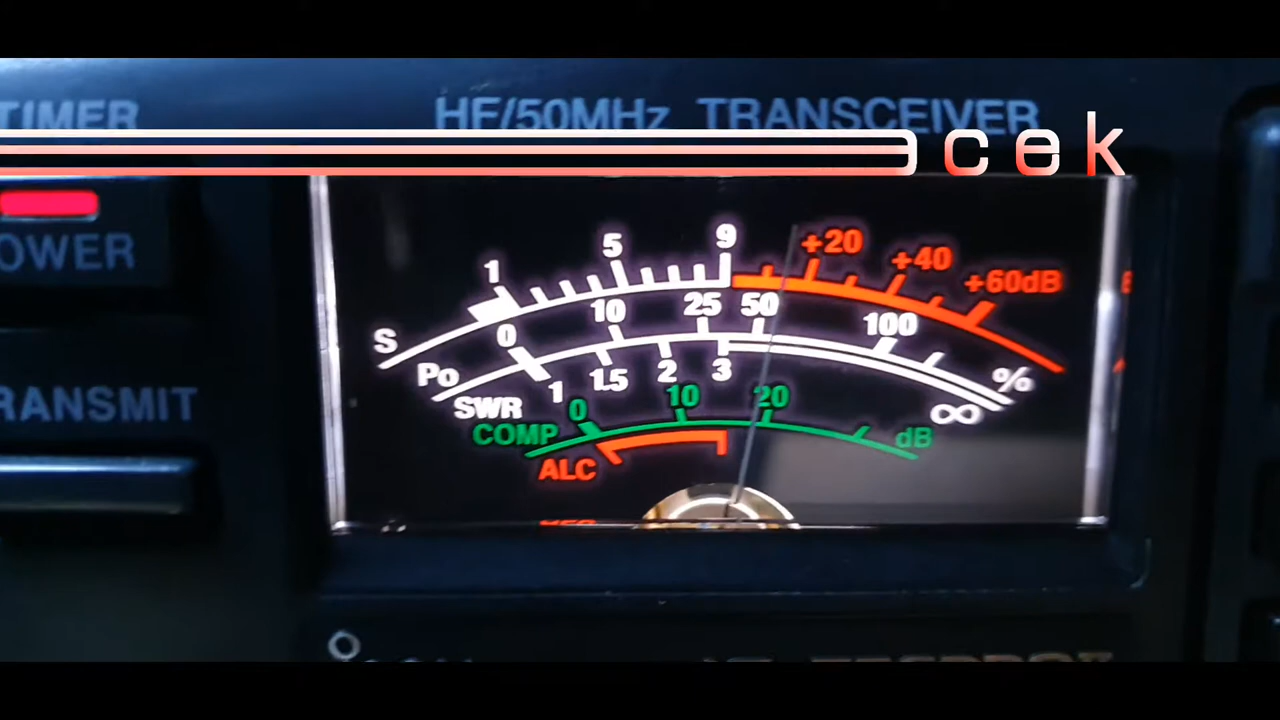 TIMER HF/50MHz TRANSCEIVER
acek
POWER
1 5 9 +20 +40 +60dB
S
0 10 25 50 100 %
Po
SWR 1 1.5 2 3 ∞
COMP 0 10 20 dB
ALC
TRANSMIT